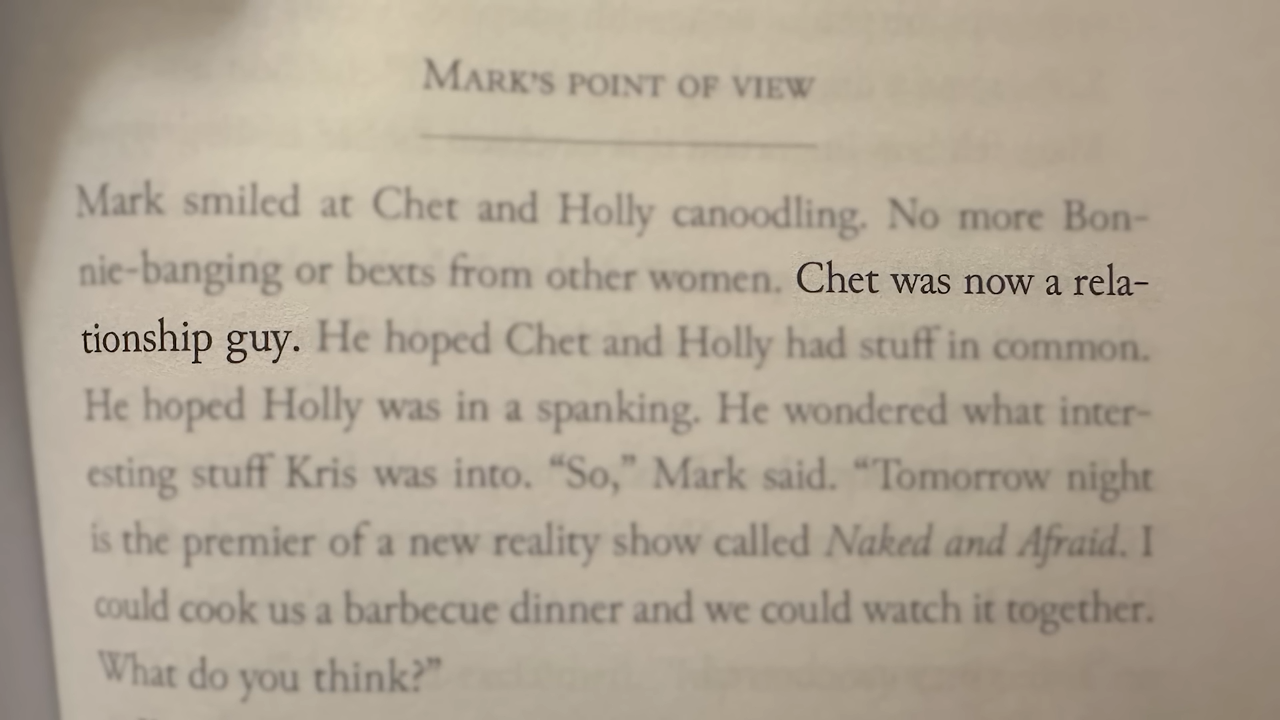 MARK'S POINT OF VIEW
Mark smiled at Chet and Holly canoodling. No more Bon-
nie-banging or bexts from other women. Chet was now a rela-
tionship guy. He hoped Chet and Holly had stuff in common.
He hoped Holly was in a spanking. He wondered what inter-
esting stuff Kris was into. “So,” Mark said. “Tomorrow night
is the premier of a new reality show called Naked and Afraid. I
could cook us a barbecue dinner and we could watch it together.
What do you think?”